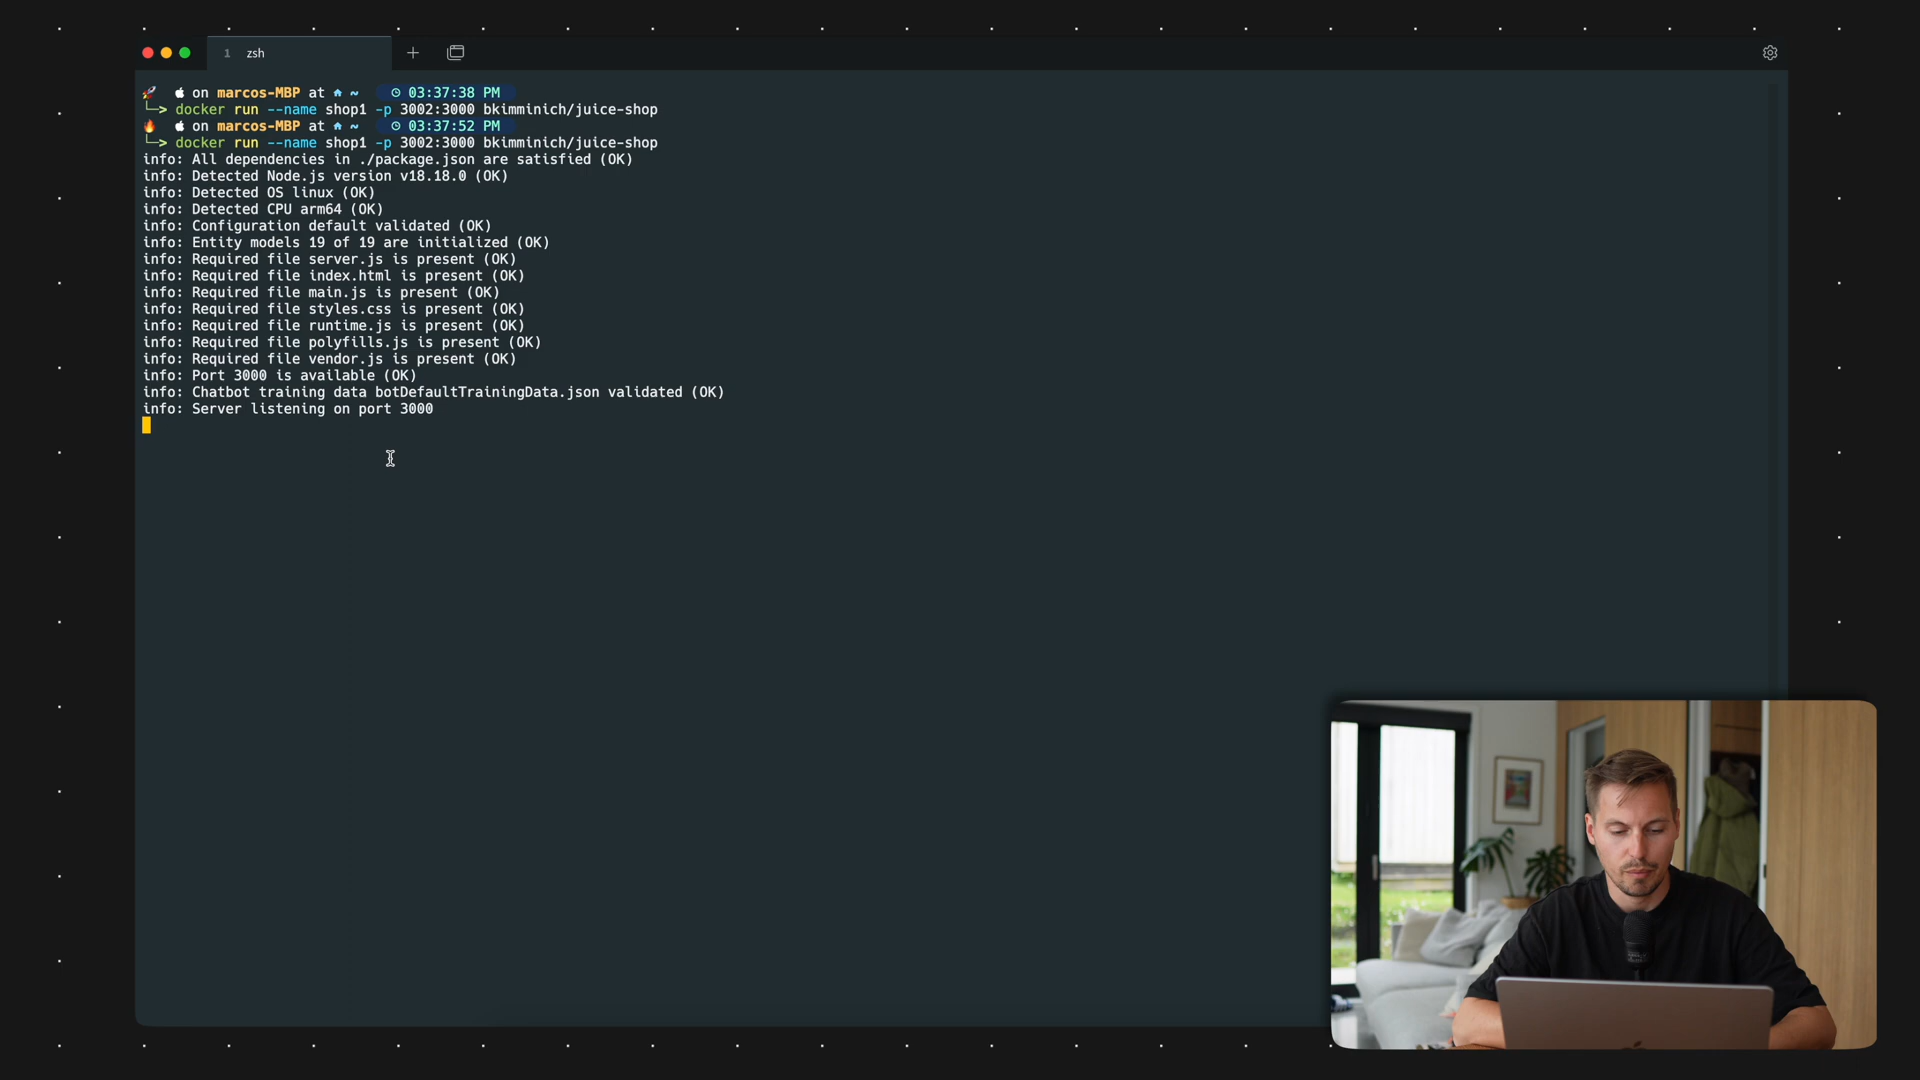 1 zsh
on marcos-MBP at ~ 03:37:38 PM
└─> docker run --name shop1 -p 3002:3000 bkimminich/juice-shop
on marcos-MBP at ~ 03:37:52 PM
└─> docker run --name shop1 -p 3002:3000 bkimminich/juice-shop
info: All dependencies in ./package.json are satisfied (OK)
info: Detected Node.js version v18.18.0 (OK)
info: Detected OS linux (OK)
info: Detected CPU arm64 (OK)
info: Configuration default validated (OK)
info: Entity models 19 of 19 are initialized (OK)
info: Required file server.js is present (OK)
info: Required file index.html is present (OK)
info: Required file main.js is present (OK)
info: Required file styles.css is present (OK)
info: Required file runtime.js is present (OK)
info: Required file polyfills.js is present (OK)
info: Required file vendor.js is present (OK)
info: Port 3000 is available (OK)
info: Chatbot training data botDefaultTrainingData.json validated (OK)
info: Server listening on port 3000